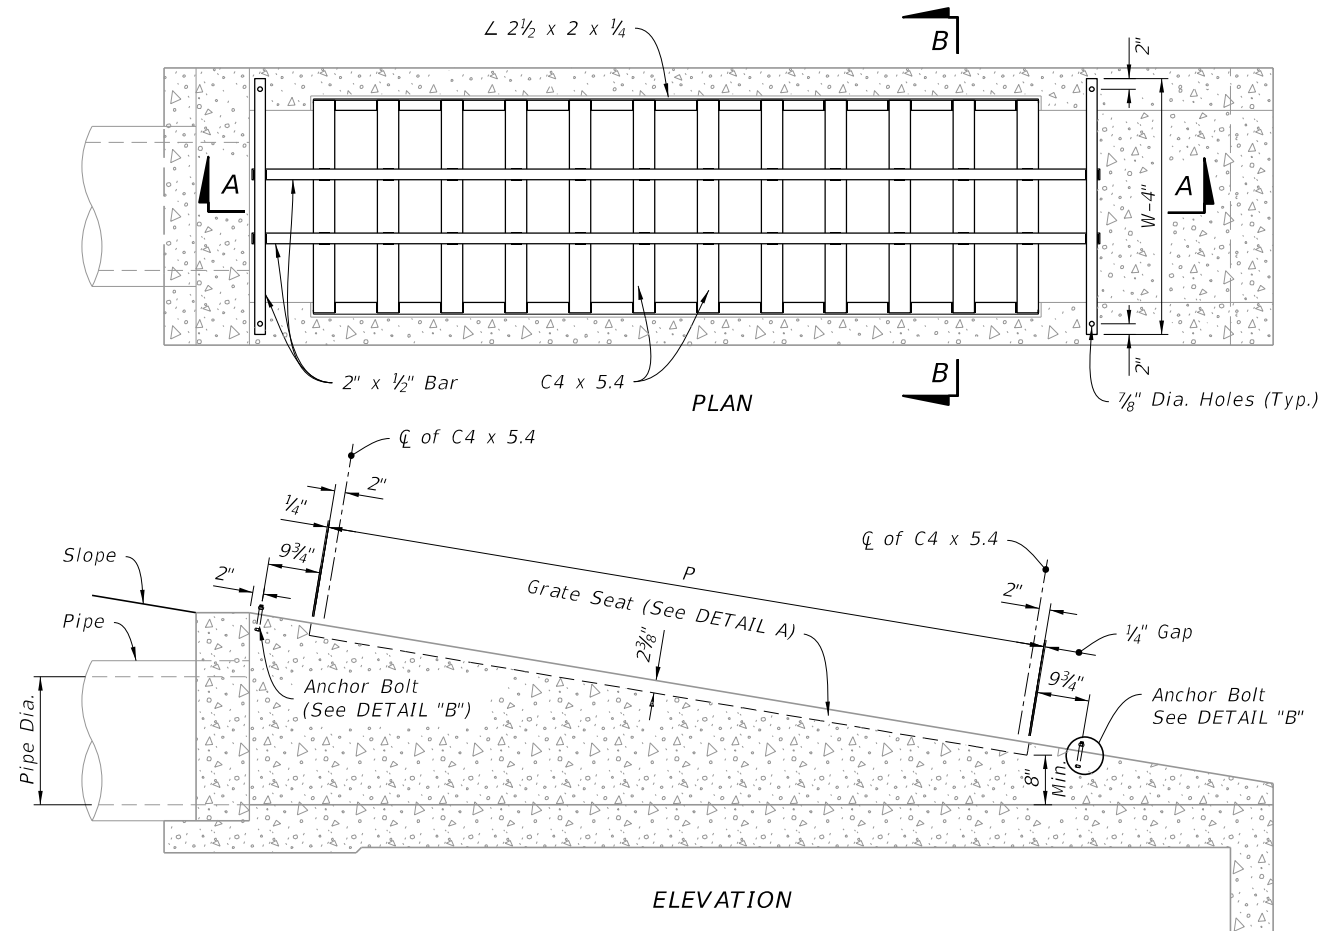 ∠ 2½ x 2 x ¼
B
2"
A
A
W-4"
2" x ½" Bar
C4 x 5.4
B
2"
PLAN
⅞" Dia. Holes (Typ.)
℄ of C4 x 5.4
2"
¼"
9¾"
Slope
2"
P
℄ of C4 x 5.4
Grate Seat (See DETAIL A)
2"
Pipe
2⅜"
¼" Gap
9¾"
Anchor Bolt
(See DETAIL "B")
Anchor Bolt
See DETAIL "B"
Pipe Dia.
8"
Min.
ELEVATION